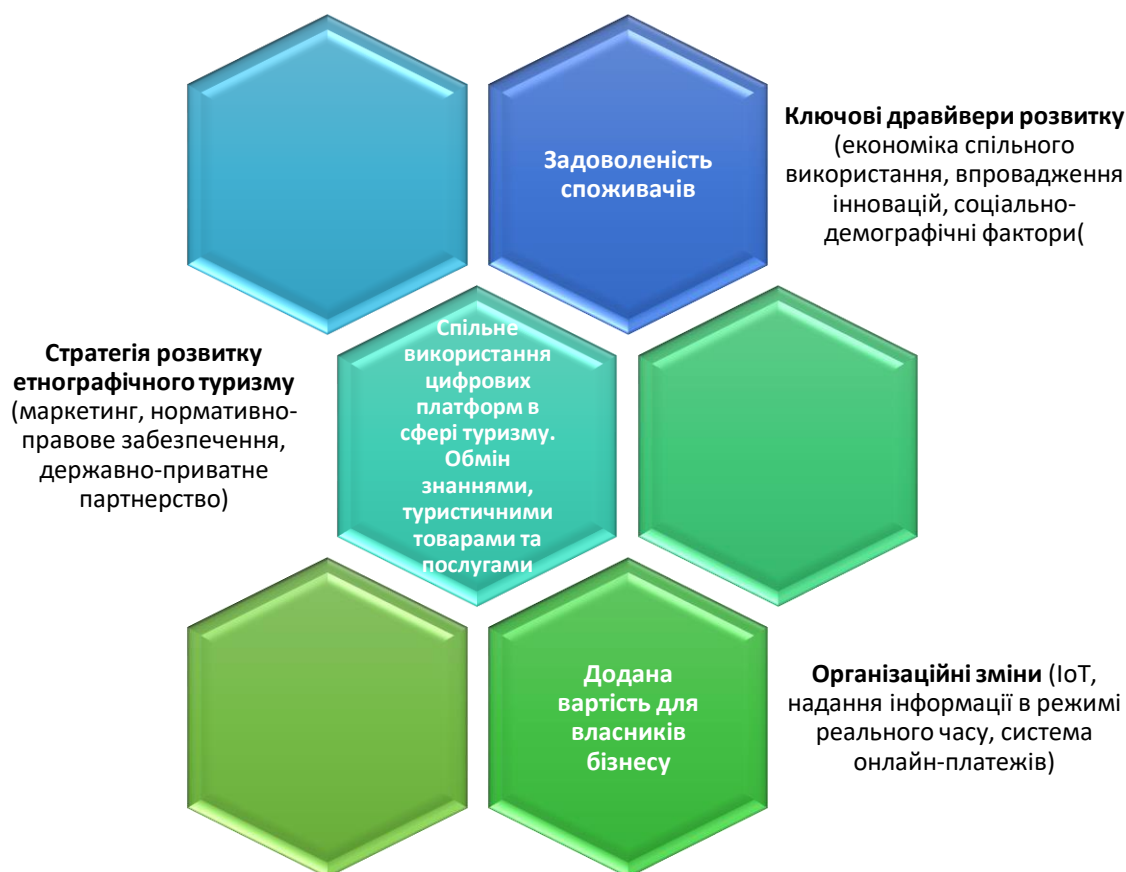 Задоволеність
споживачів
Ключові дравйвери розвитку
(економіка спільного
використання, впровадження
інновацій, соціально-
демографічні фактори(
Стратегія розвитку
етнографічного туризму
(маркетинг, нормативно-
правове забезпечення,
державно-приватне
партнерство)
Спільне
використання
цифрових
платформ в
сфері туризму.
Обмін
знаннями,
туристичними
товарами та
послугами
Додана
вартість для
власників
бізнесу
Організаційні зміни (IoT,
надання інформації в режимі
реального часу, система
онлайн-платежів)